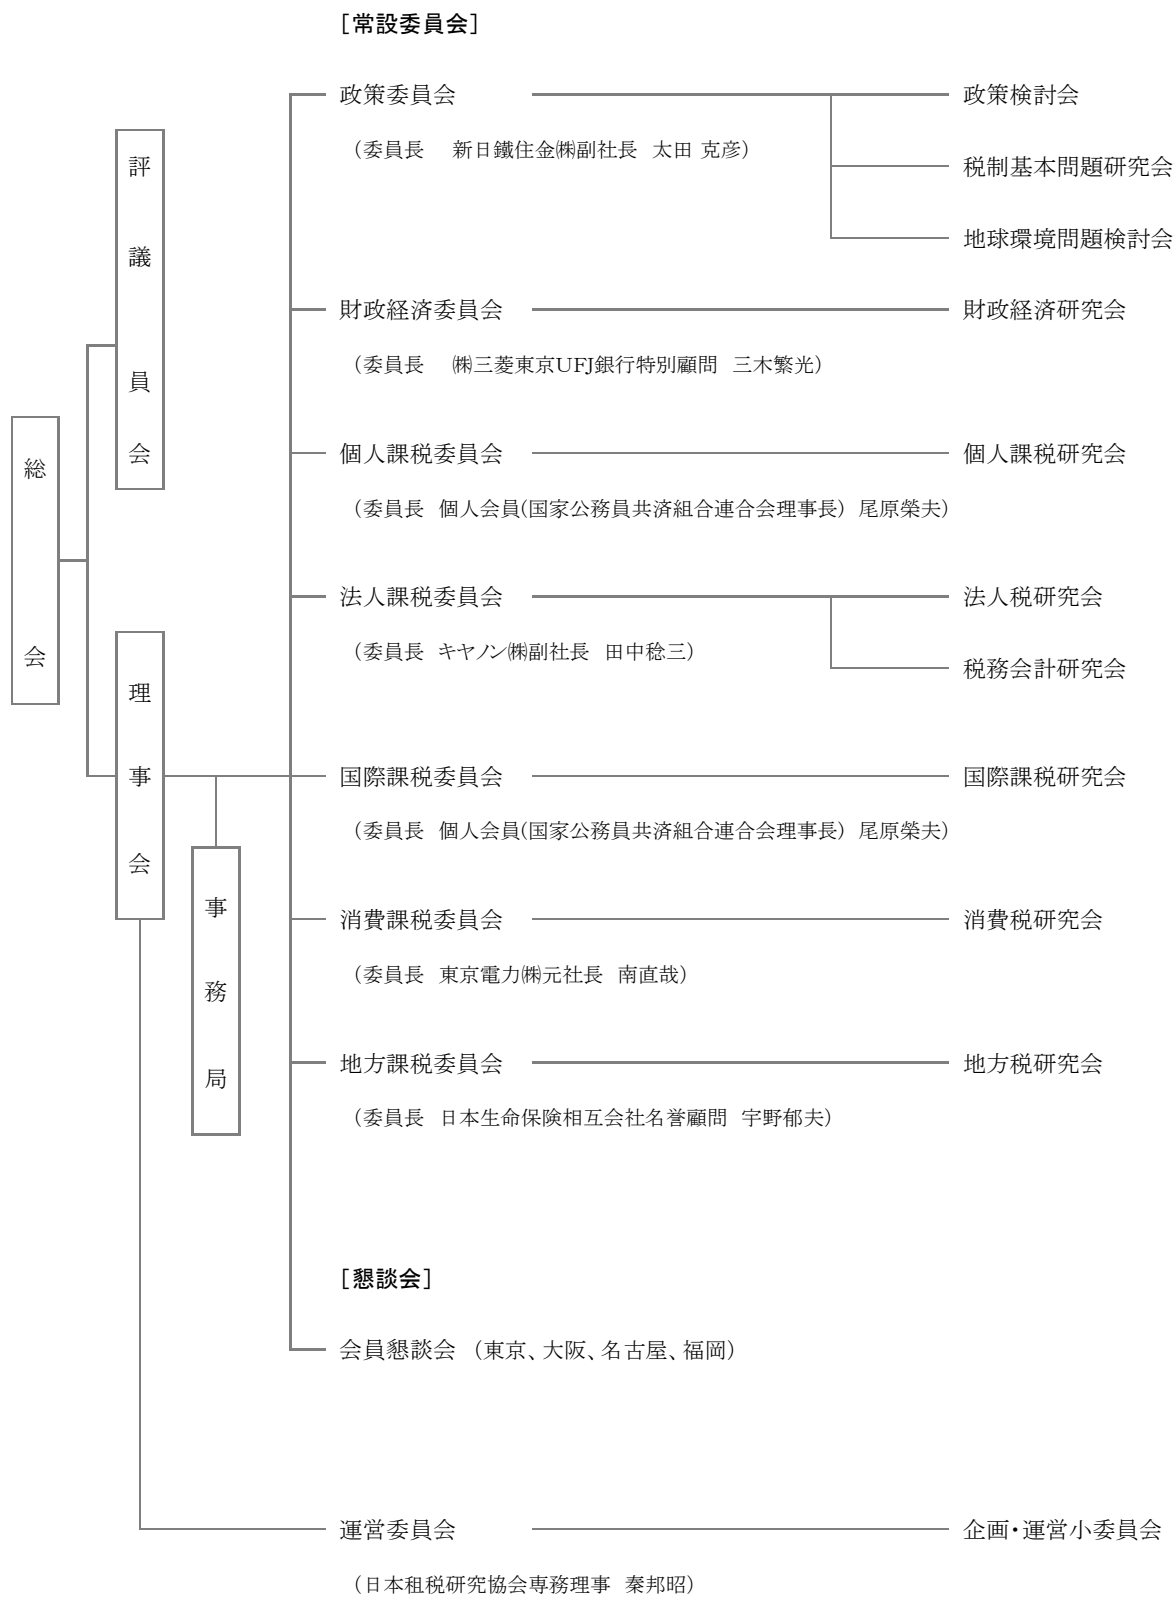 ［常設委員会］
政策委員会 政策検討会
（委員長　新日鐵住金㈱副社長　太田 克彦）
税制基本問題研究会
地球環境問題検討会
評議員会
財政経済委員会 財政経済研究会
（委員長　㈱三菱東京UFJ銀行特別顧問　三木繁光）
総会
個人課税委員会 個人課税研究会
（委員長　個人会員(国家公務員共済組合連合会理事長)　尾原榮夫）
法人課税委員会 法人税研究会
（委員長　キヤノン㈱副社長　田中稔三）
税務会計研究会
理事会
国際課税委員会 国際課税研究会
（委員長　個人会員(国家公務員共済組合連合会理事長)　尾原榮夫）
事務局
消費課税委員会 消費税研究会
（委員長　東京電力㈱元社長　南直哉）
地方課税委員会 地方税研究会
（委員長　日本生命保険相互会社名誉顧問　宇野郁夫）
［懇談会］
会員懇談会　（東京、大阪、名古屋、福岡）
運営委員会 企画・運営小委員会
（日本租税研究協会専務理事　秦邦昭）